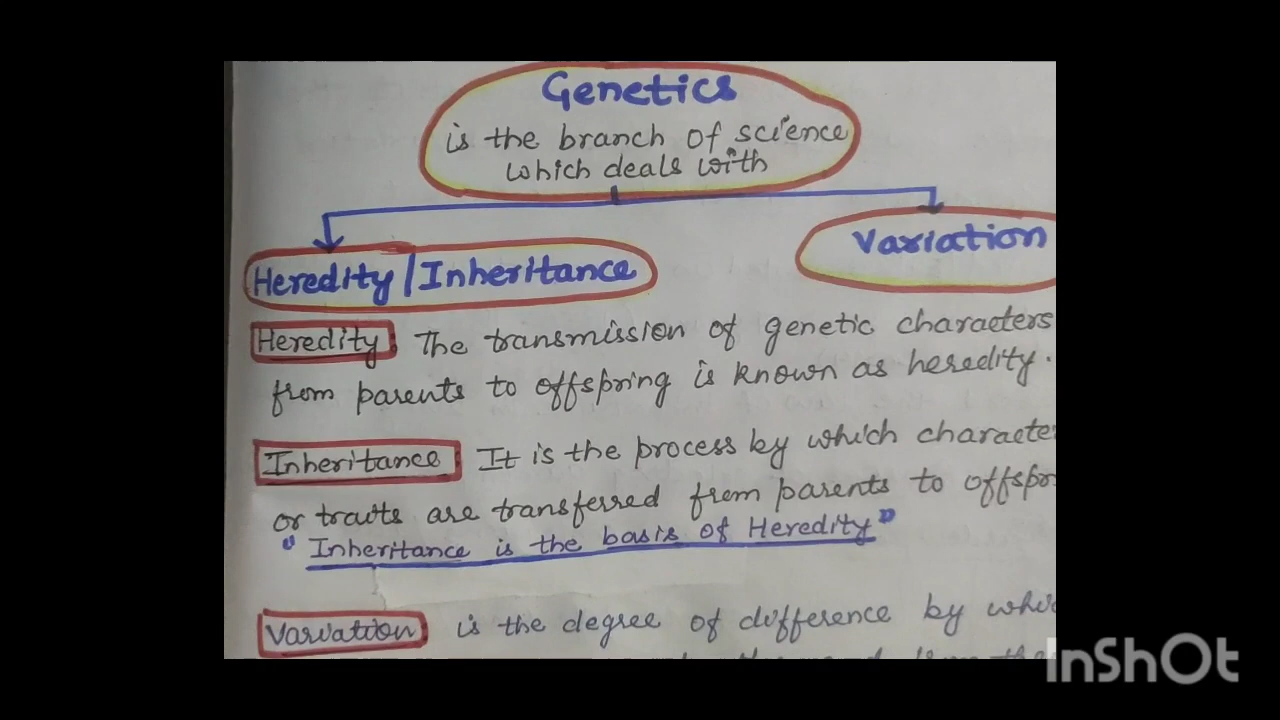 Genetics
is the branch of science
which deals with
Heredity/Inheritance
Variation
Heredity: The transmission of genetic characters
from parents to offspring is known as heredity.
Inheritance: It is the process by which characte
or traits are transferred from parents to offspr
"Inheritance is the basis of Heredity"
Variation: is the degree of difference by whi
InShOt